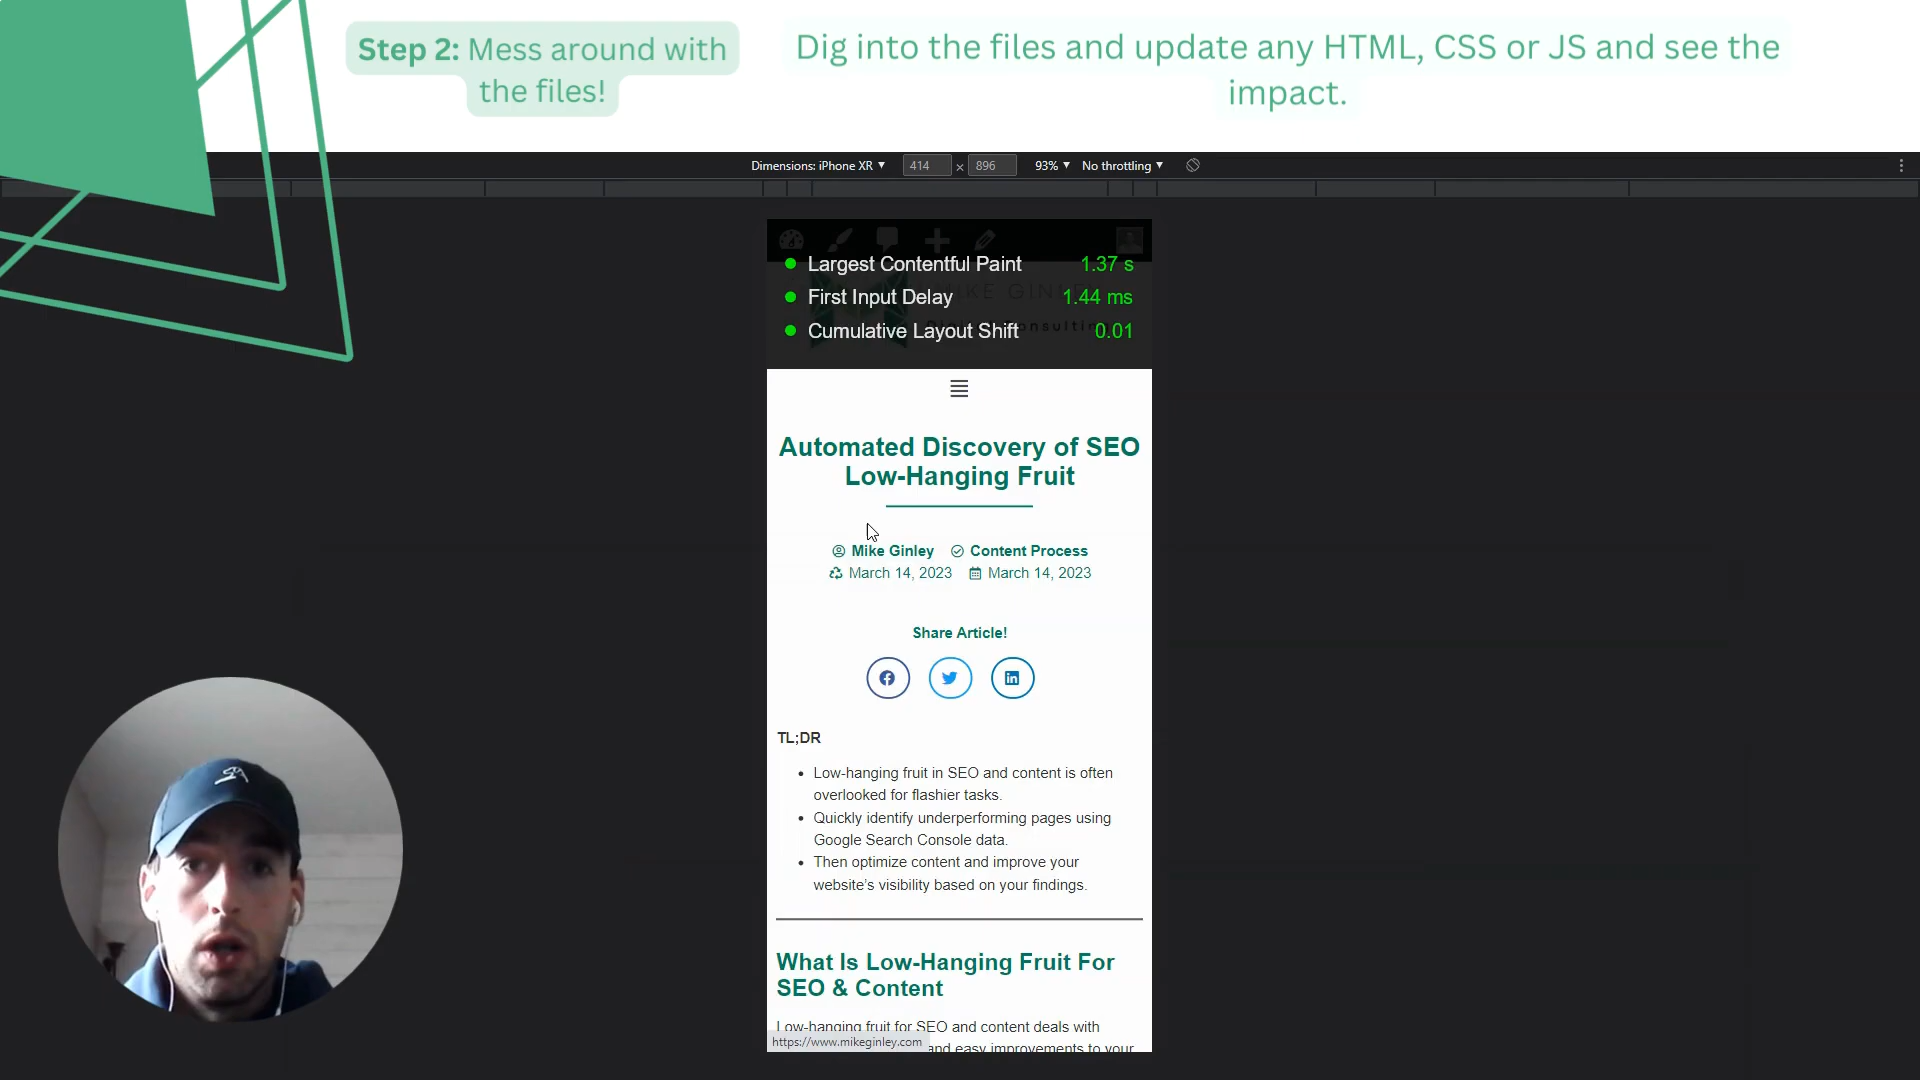 Step 2: Mess around with
the files!
Dig into the files and update any HTML, CSS or JS and see the
impact.
Dimensions: iPhone XR ▼ 414 × 896 93% ▼ No throttling ▼
Largest Contentful Paint 1.37 s
First Input Delay 1.44 ms
Cumulative Layout Shift 0.01
Automated Discovery of SEO
Low-Hanging Fruit
Mike Ginley Content Process
March 14, 2023 March 14, 2023
Share Article!
TL;DR
• Low-hanging fruit in SEO and content is often
overlooked for flashier tasks.
• Quickly identify underperforming pages using
Google Search Console data.
• Then optimize content and improve your
website’s visibility based on your findings.
What Is Low-Hanging Fruit For
SEO & Content
Low-hanging fruit for SEO and content deals with
https://www.mikeginley.com
and easy improvements to your